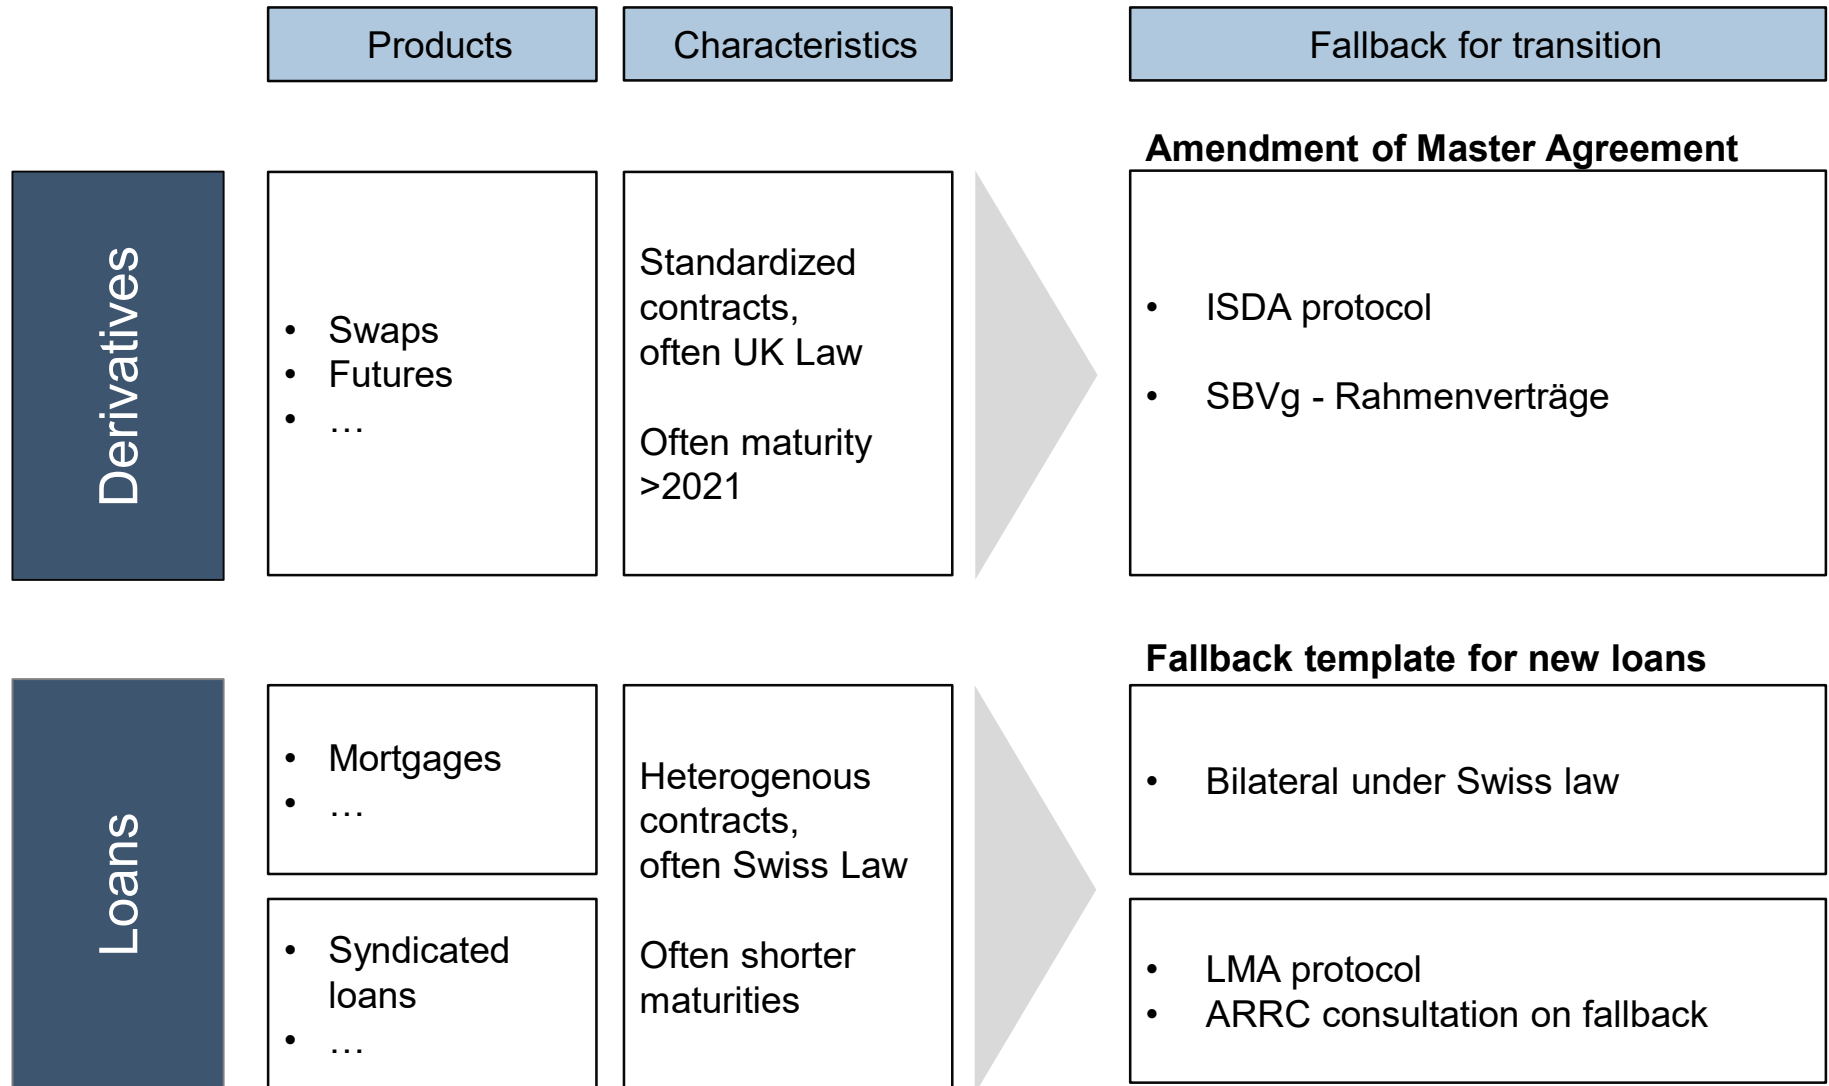 Products
Characteristics
Fallback for transition
Derivatives
• Swaps
• Futures
• …
Standardized
contracts,
often UK Law
Often maturity
>2021
Amendment of Master Agreement
• ISDA protocol
• SBVg - Rahmenverträge
Loans
• Mortgages
• …
• Syndicated
loans
• …
Heterogenous
contracts,
often Swiss Law
Often shorter
maturities
Fallback template for new loans
• Bilateral under Swiss law
• LMA protocol
• ARRC consultation on fallback